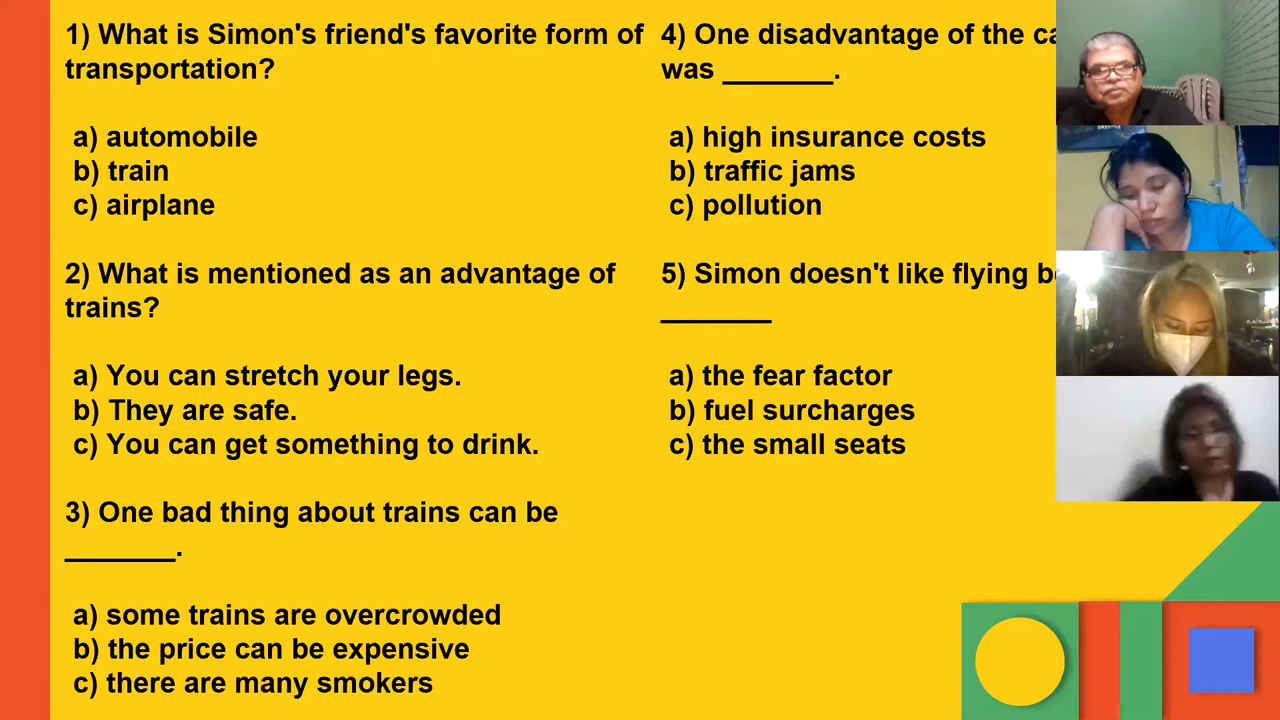 1) What is Simon's friend's favorite form of
transportation?
a) automobile
b) train
c) airplane
2) What is mentioned as an advantage of
trains?
a) You can stretch your legs.
b) They are safe.
c) You can get something to drink.
3) One bad thing about trains can be
_______.
a) some trains are overcrowded
b) the price can be expensive
c) there are many smokers
4) One disadvantage of the
was _______.
a) high insurance costs
b) traffic jams
c) pollution
5) Simon doesn't like flying
_______
a) the fear factor
b) fuel surcharges
c) the small seats